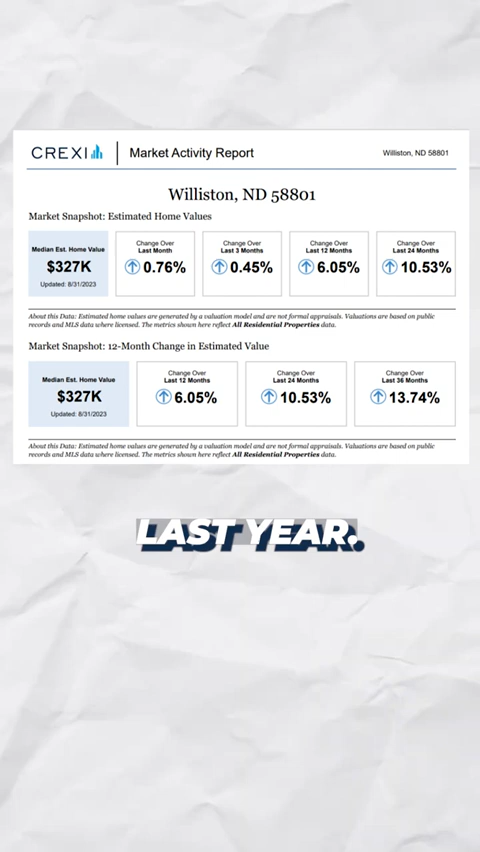 CREXI Market Activity Report Williston, ND 58801
Williston, ND 58801
Market Snapshot: Estimated Home Values
Median Est. Home Value
$327K
Updated: 8/31/2023
Change Over
Last Month
0.76%
Change Over
Last 3 Months
0.45%
Change Over
Last 12 Months
6.05%
Change Over
Last 24 Months
10.53%
About this Data: Estimated home values are generated by a valuation model and are not formal appraisals. Valuations are based on public
records and MLS data where licensed. The metrics shown here reflect All Residential Properties data.
Market Snapshot: 12-Month Change in Estimated Value
Median Est. Home Value
$327K
Updated: 8/31/2023
Change Over
Last 12 Months
6.05%
Change Over
Last 24 Months
10.53%
Change Over
Last 36 Months
13.74%
About this Data: Estimated home values are generated by a valuation model and are not formal appraisals. Valuations are based on public
records and MLS data where licensed. The metrics shown here reflect All Residential Properties data.
LAST YEAR.